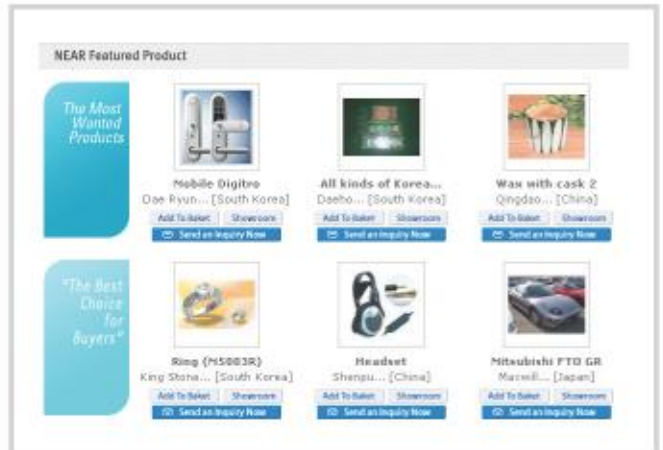 NEAR Featured Product
The Most
Wanted
Products
Mobile Digitro
Dae Ryun... [South Korea]
Add To Baket Showroom
Send an Inquiry Now
All kinds of Korea...
Daeho... [South Korea]
Add To Baket Showroom
Send an Inquiry Now
Wax with cask 2
Qingdao... [China]
Add To Baket Showroom
Send an Inquiry Now
"The Best
Choice
for
Buyers"
Ring (MS003R)
King Stone... [South Korea]
Add To Baket Showroom
Send an Inquiry Now
Headset
Shenpu... [China]
Add To Baket Showroom
Send an Inquiry Now
Mitsubishi FTO GR
Maxwill... [Japan]
Add To Baket Showroom
Send an Inquiry Now